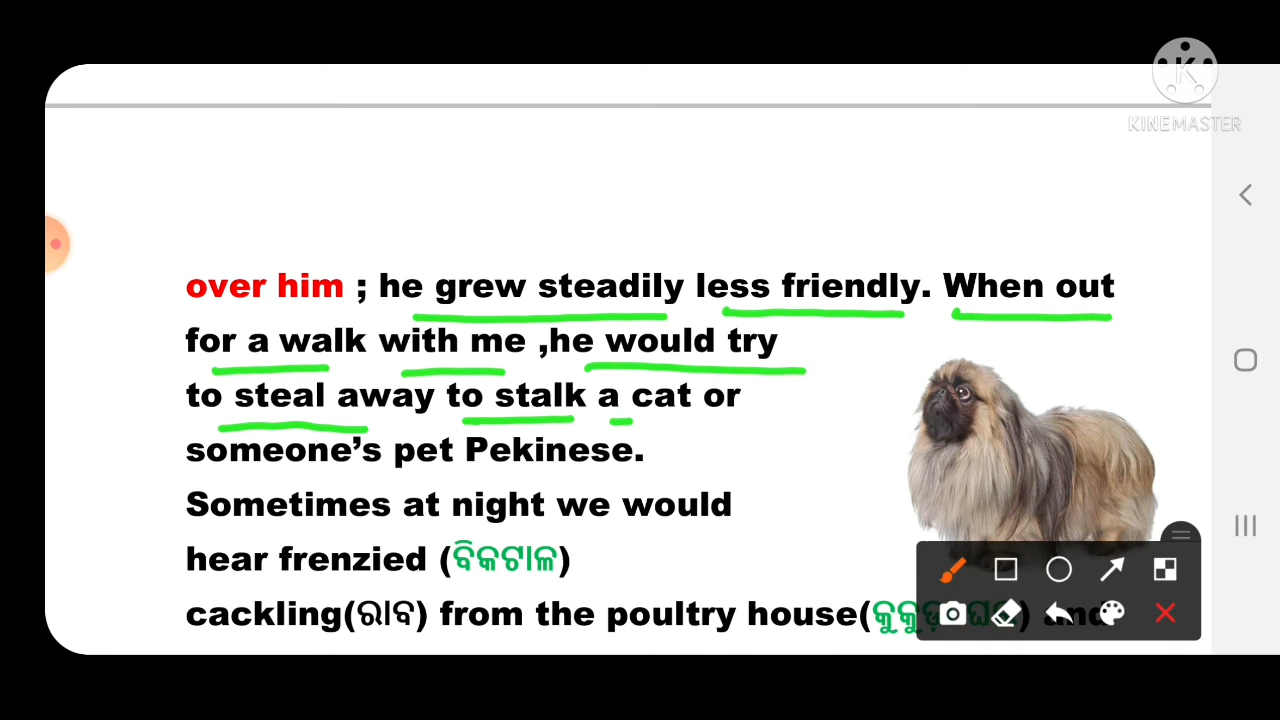 KINEMASTER
over him ; he grew steadily less friendly. When out
for a walk with me ,he would try
to steal away to stalk a cat or
someone’s pet Pekinese.
Sometimes at night we would
hear frenzied (ବିକଟାଳ)
cackling(ରାବ) from the poultry house(